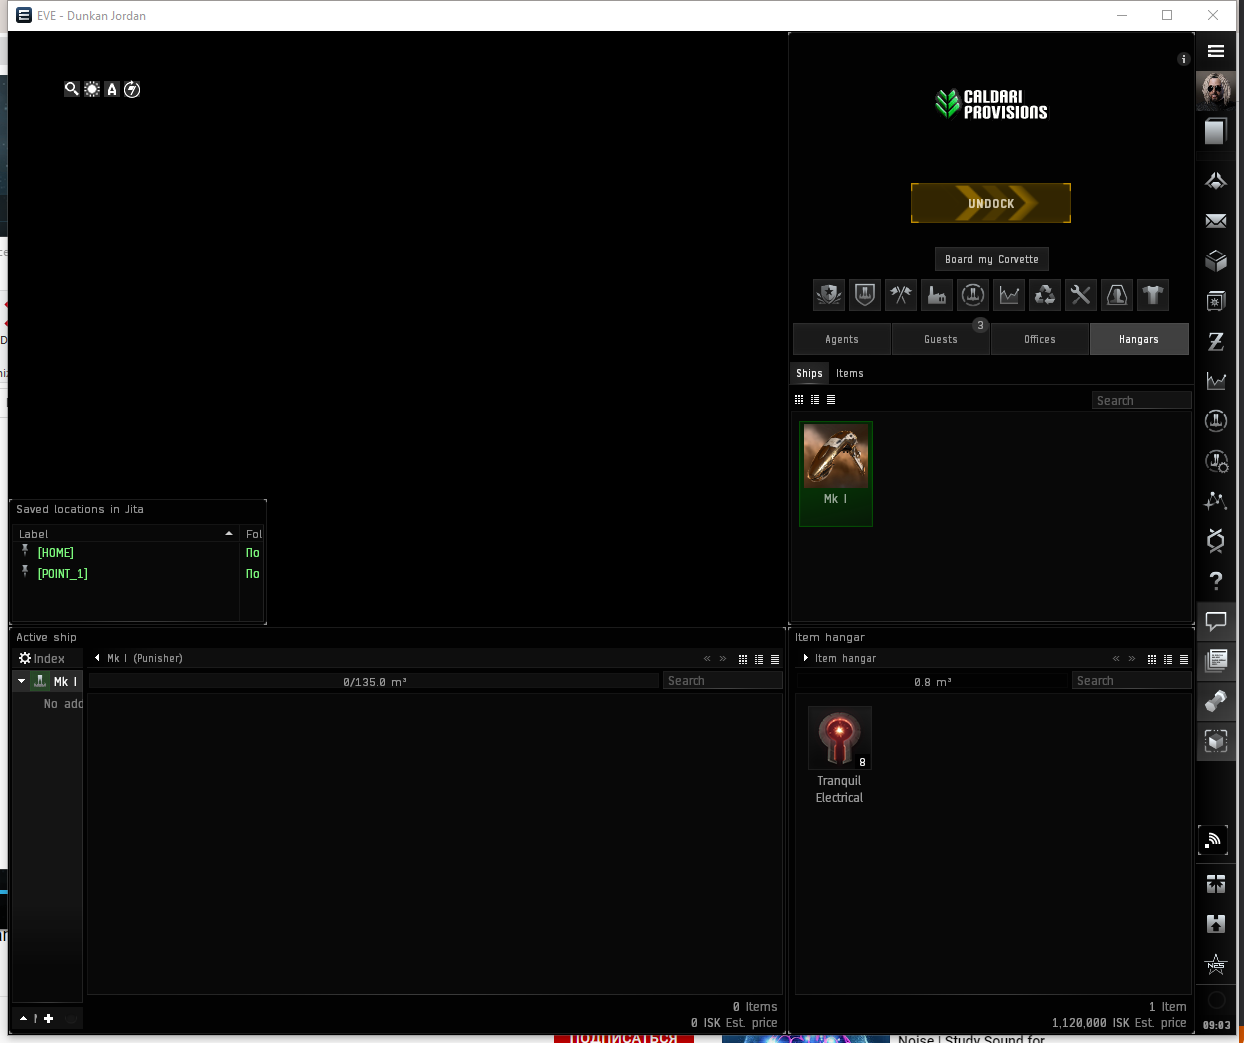 EVE - Dunkan Jordan
CALDARI
PROVISIONS
UNDOCK
Board my Corvette
Agents
Guests
3
Offices
Hangars
Ships
Items
Search
Mk I
Saved locations in Jita
Label
Fol
[HOME]
По
[POINT_1]
По
Active ship
Index
Mk I (Punisher)
Mk I
0/135.0 m³
Search
No add
0 Items
0 ISK Est. price
Item hangar
Item hangar
0.8 m³
Search
8
Tranquil
Electrical
1 Item
1,120,000 ISK Est. price
NES
09:03
ПОДПИСАТЬСЯ
Noise | Study Sound for